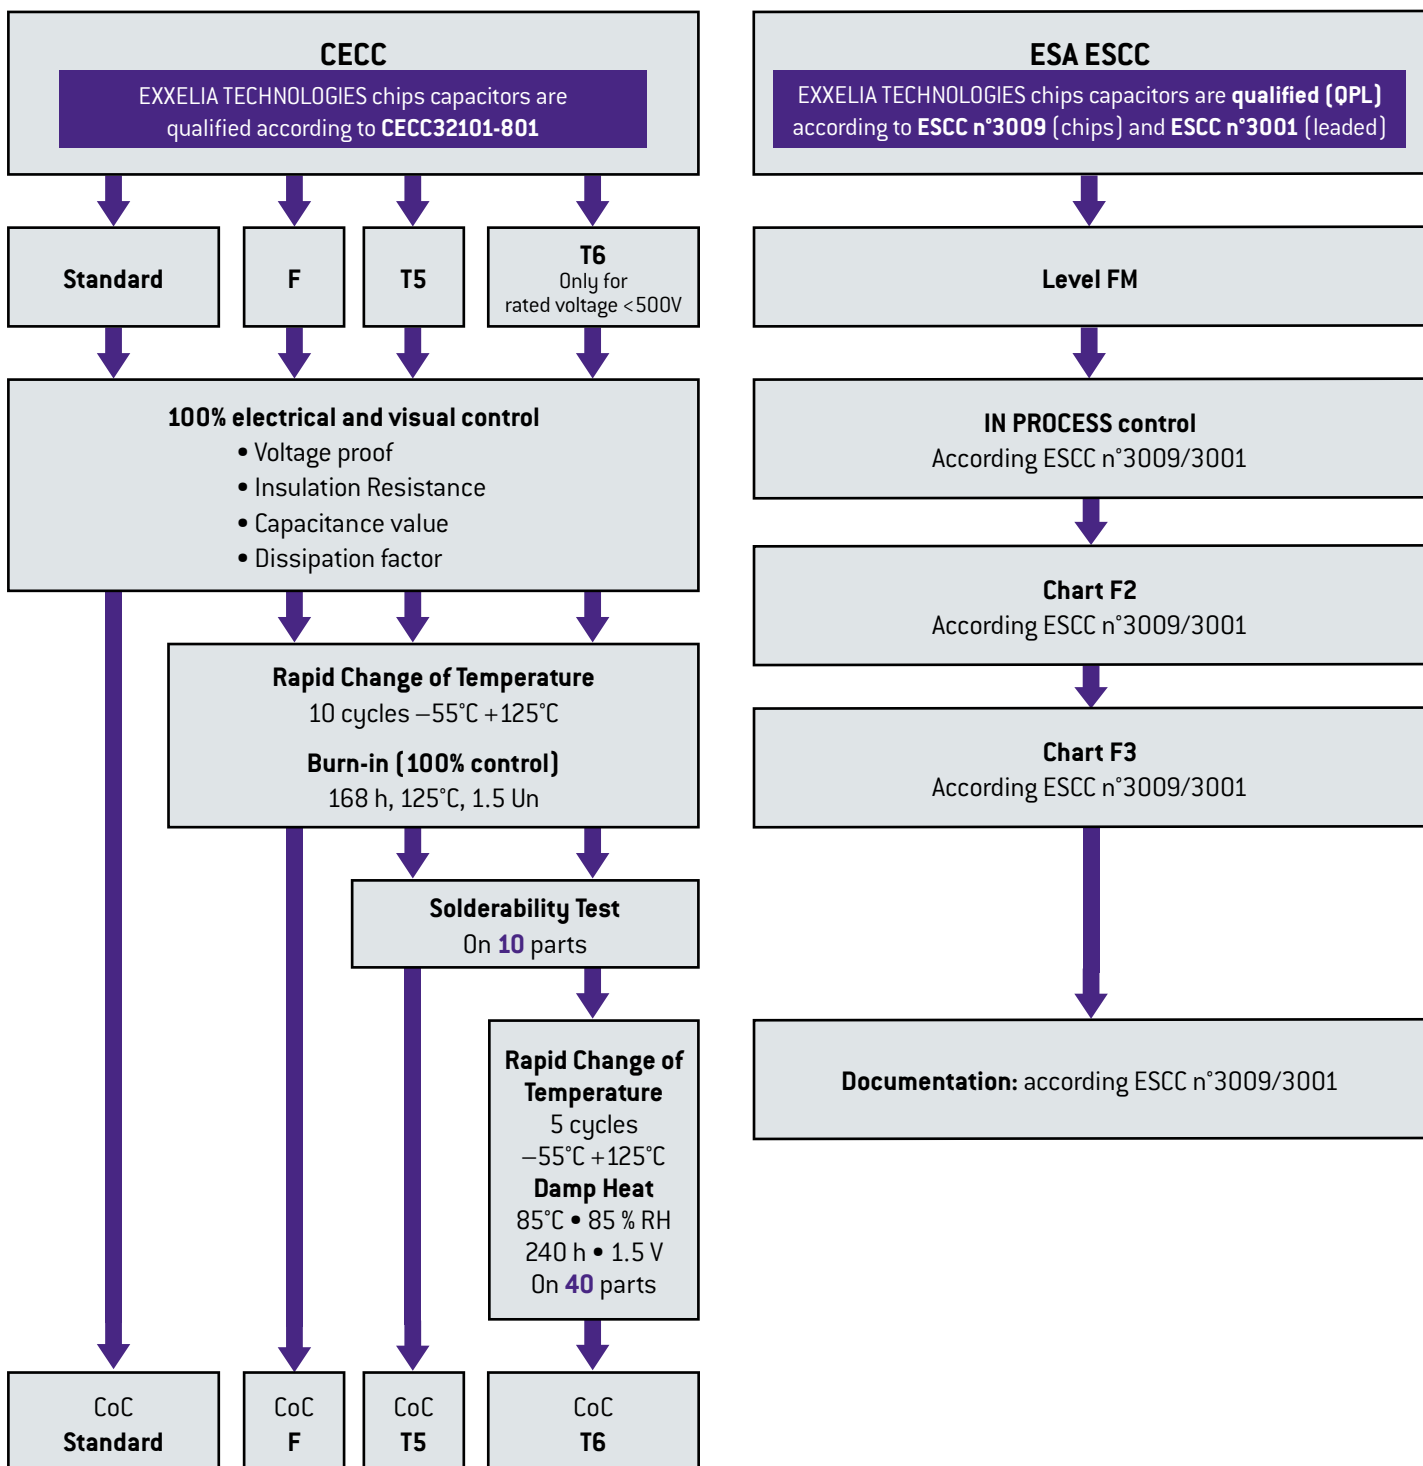 CECC
EXXELIA TECHNOLOGIES chips capacitors are
qualified according to CECC32101-801
Standard
F
T5
T6
Only for
rated voltage <500V
100% electrical and visual control
• Voltage proof
• Insulation Resistance
• Capacitance value
• Dissipation factor
Rapid Change of Temperature
10 cycles –55°C +125°C
Burn-in (100% control)
168 h, 125°C, 1.5 Un
Solderability Test
On 10 parts
Rapid Change of
Temperature
5 cycles
–55°C +125°C
Damp Heat
85°C • 85 % RH
240 h • 1.5 V
On 40 parts
CoC
Standard
CoC
F
CoC
T5
CoC
T6
ESA ESCC
EXXELIA TECHNOLOGIES chips capacitors are qualified (QPL)
according to ESCC n°3009 (chips) and ESCC n°3001 (leaded)
Level FM
IN PROCESS control
According ESCC n°3009/3001
Chart F2
According ESCC n°3009/3001
Chart F3
According ESCC n°3009/3001
Documentation: according ESCC n°3009/3001